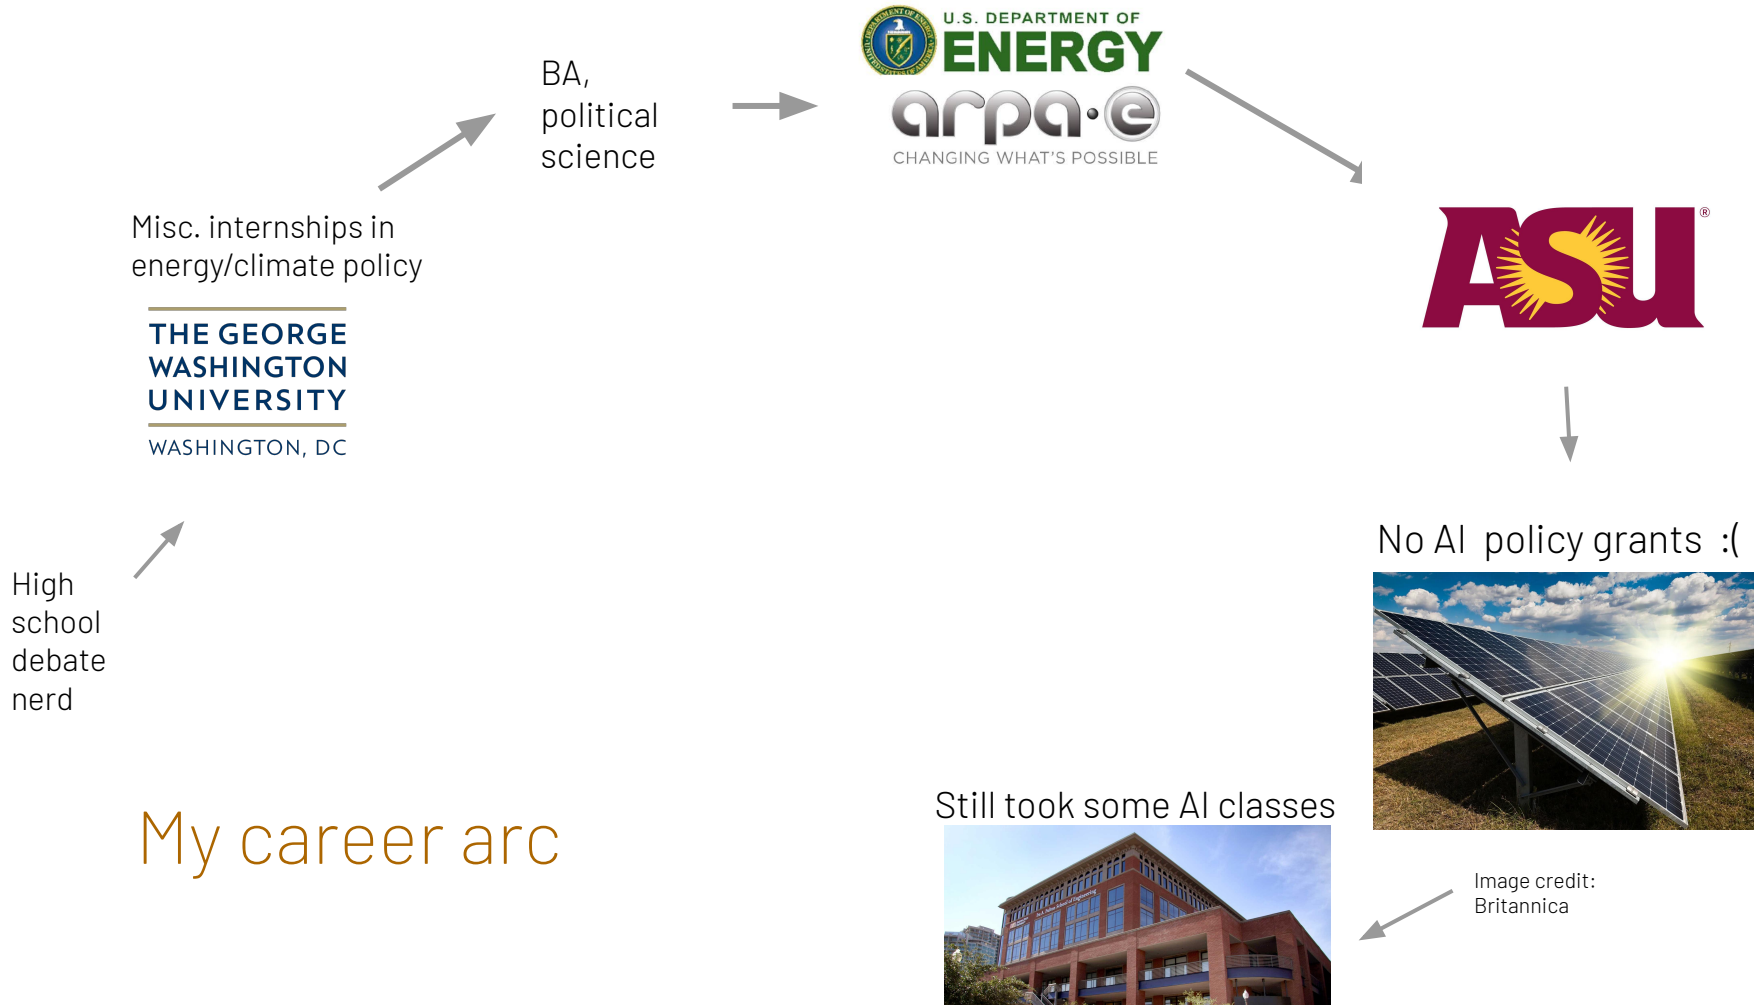 High
school
debate
nerd
Misc. internships in
energy/climate policy
THE GEORGE
WASHINGTON
UNIVERSITY
WASHINGTON, DC
BA,
political
science
U.S. DEPARTMENT OF
ENERGY
arpa·e
CHANGING WHAT'S POSSIBLE
ASU®
No AI policy grants :(
Image credit:
Britannica
Still took some AI classes
My career arc